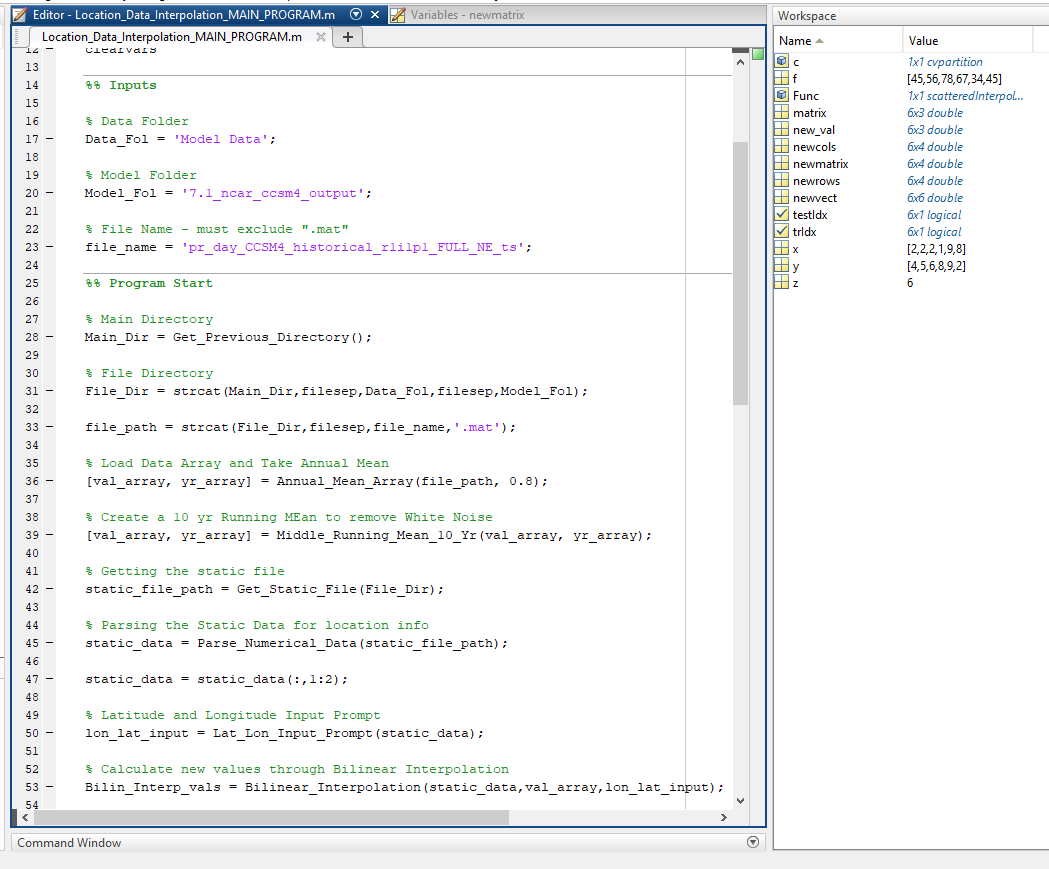 Editor - Location_Data_Interpolation_MAIN_PROGRAM.m
Variables - newmatrix
Location_Data_Interpolation_MAIN_PROGRAM.m
12 clearvars
13
14 %% Inputs
15
16 % Data Folder
17 Data_Fol = 'Model Data';
18
19 % Model Folder
20 Model_Fol = '7.1_ncar_ccsm4_output';
21
22 % File Name - must exclude ".mat"
23 file_name = 'pr_day_CCSM4_historical_r1i1p1_FULL_NE_ts';
24
25 %% Program Start
26
27 % Main Directory
28 Main_Dir = Get_Previous_Directory();
29
30 % File Directory
31 File_Dir = strcat(Main_Dir,filesep,Data_Fol,filesep,Model_Fol);
32
33 file_path = strcat(File_Dir,filesep,file_name,'.mat');
34
35 % Load Data Array and Take Annual Mean
36 [val_array, yr_array] = Annual_Mean_Array(file_path, 0.8);
37
38 % Create a 10 yr Running MEan to remove White Noise
39 [val_array, yr_array] = Middle_Running_Mean_10_Yr(val_array, yr_array);
40
41 % Getting the static file
42 static_file_path = Get_Static_File(File_Dir);
43
44 % Parsing the Static Data for location info
45 static_data = Parse_Numerical_Data(static_file_path);
46
47 static_data = static_data(:,1:2);
48
49 % Latitude and Longitude Input Prompt
50 lon_lat_input = Lat_Lon_Input_Prompt(static_data);
51
52 % Calculate new values through Bilinear Interpolation
53 Bilin_Interp_vals = Bilinear_Interpolation(static_data,val_array,lon_lat_input);
54
Command Window
Workspace
Name Value
c 1x1 cvpartition
f [45,56,78,67,34,45]
Func 1x1 scatteredInterpol...
matrix 6x3 double
new_val 6x3 double
newcols 6x4 double
newmatrix 6x4 double
newrows 6x4 double
newvect 6x6 double
testIdx 6x1 logical
trIdx 6x1 logical
x [2,2,2,1,9,8]
y [4,5,6,8,9,2]
z 6